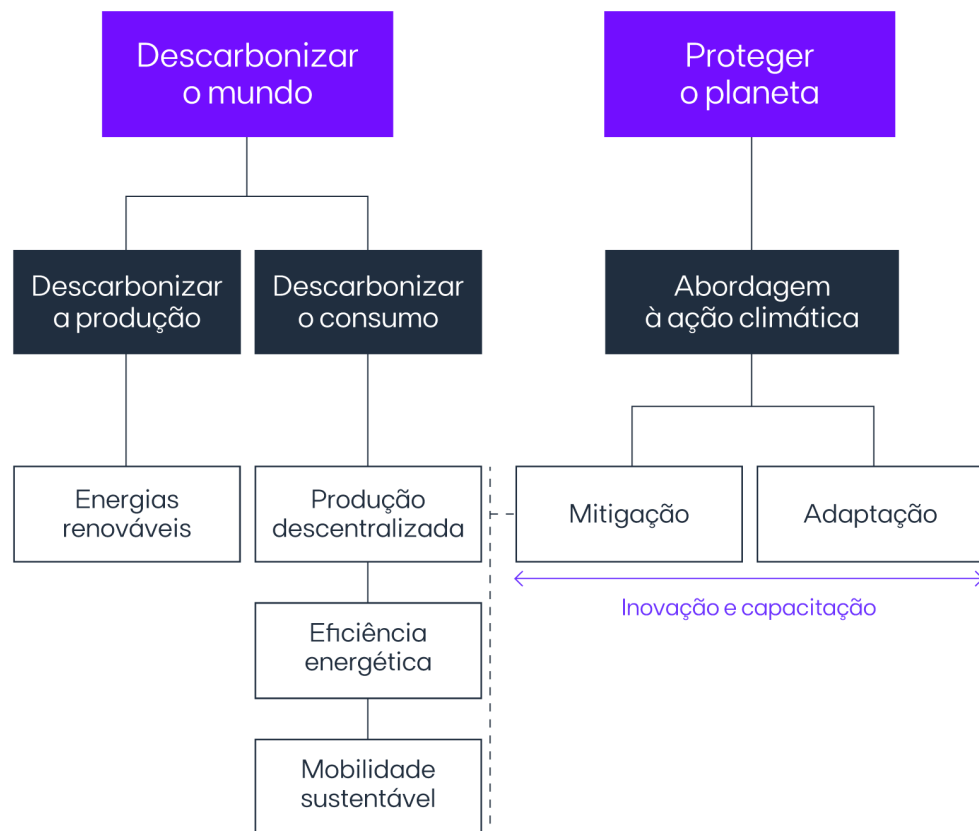 Descarbonizar
o mundo
Proteger
o planeta
Descarbonizar
a produção
Descarbonizar
o consumo
Abordagem
à ação climática
Energias
renováveis
Produção
descentralizada
Mitigação
Adaptação
Inovação e capacitação
Eficiência
energética
Mobilidade
sustentável